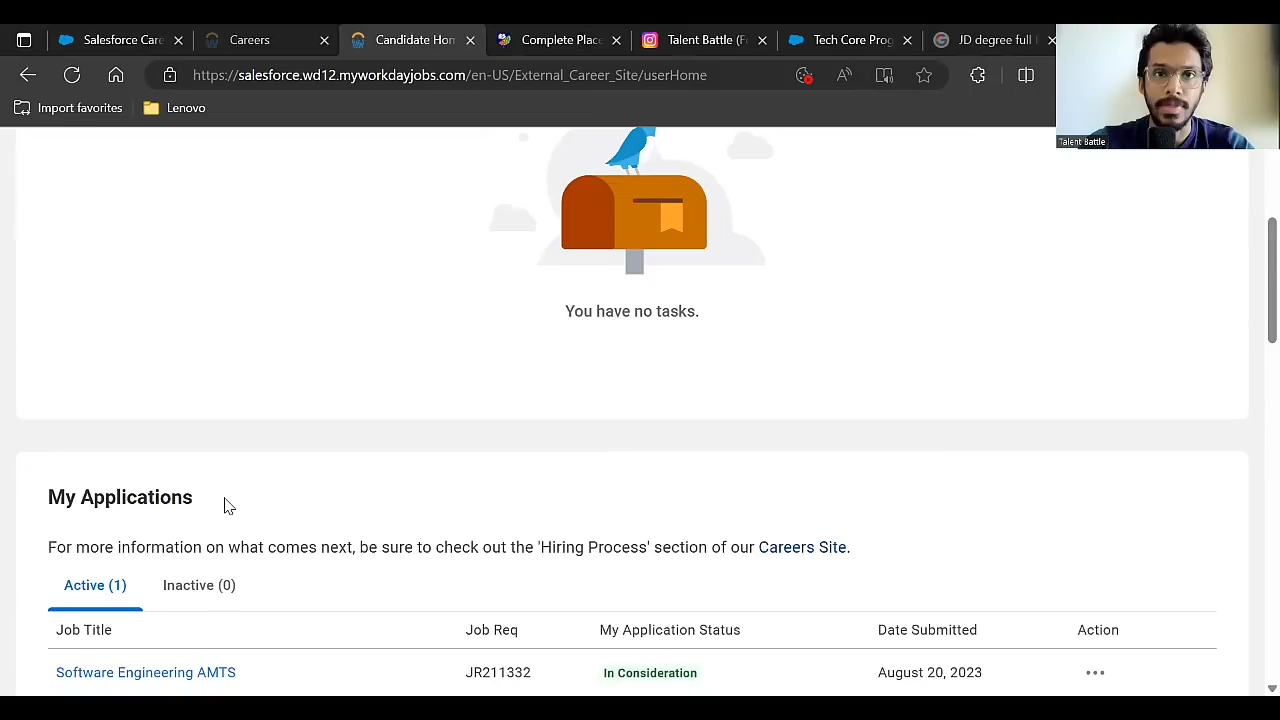 Salesforce Care
Careers
Candidate Hom
Complete Plac
Talent Battle (F
Tech Core Prog
JD degree full
https://salesforce.wd12.myworkdayjobs.com/en-US/External_Career_Site/userHome
Import favorites
Lenovo
Talent Battle
You have no tasks.
My Applications
For more information on what comes next, be sure to check out the 'Hiring Process' section of our Careers Site.
Active (1)
Inactive (0)
Job Title
Job Req
My Application Status
Date Submitted
Action
Software Engineering AMTS
JR211332
In Consideration
August 20, 2023